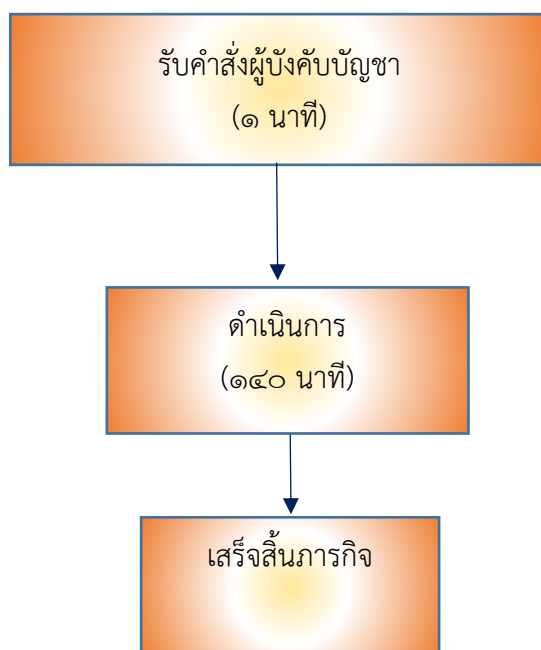 รับคำสั่งผู้บังคับบัญชา
(๑ นาที)
ดำเนินการ
(๑๔๐ นาที)
เสร็จสิ้นภารกิจ